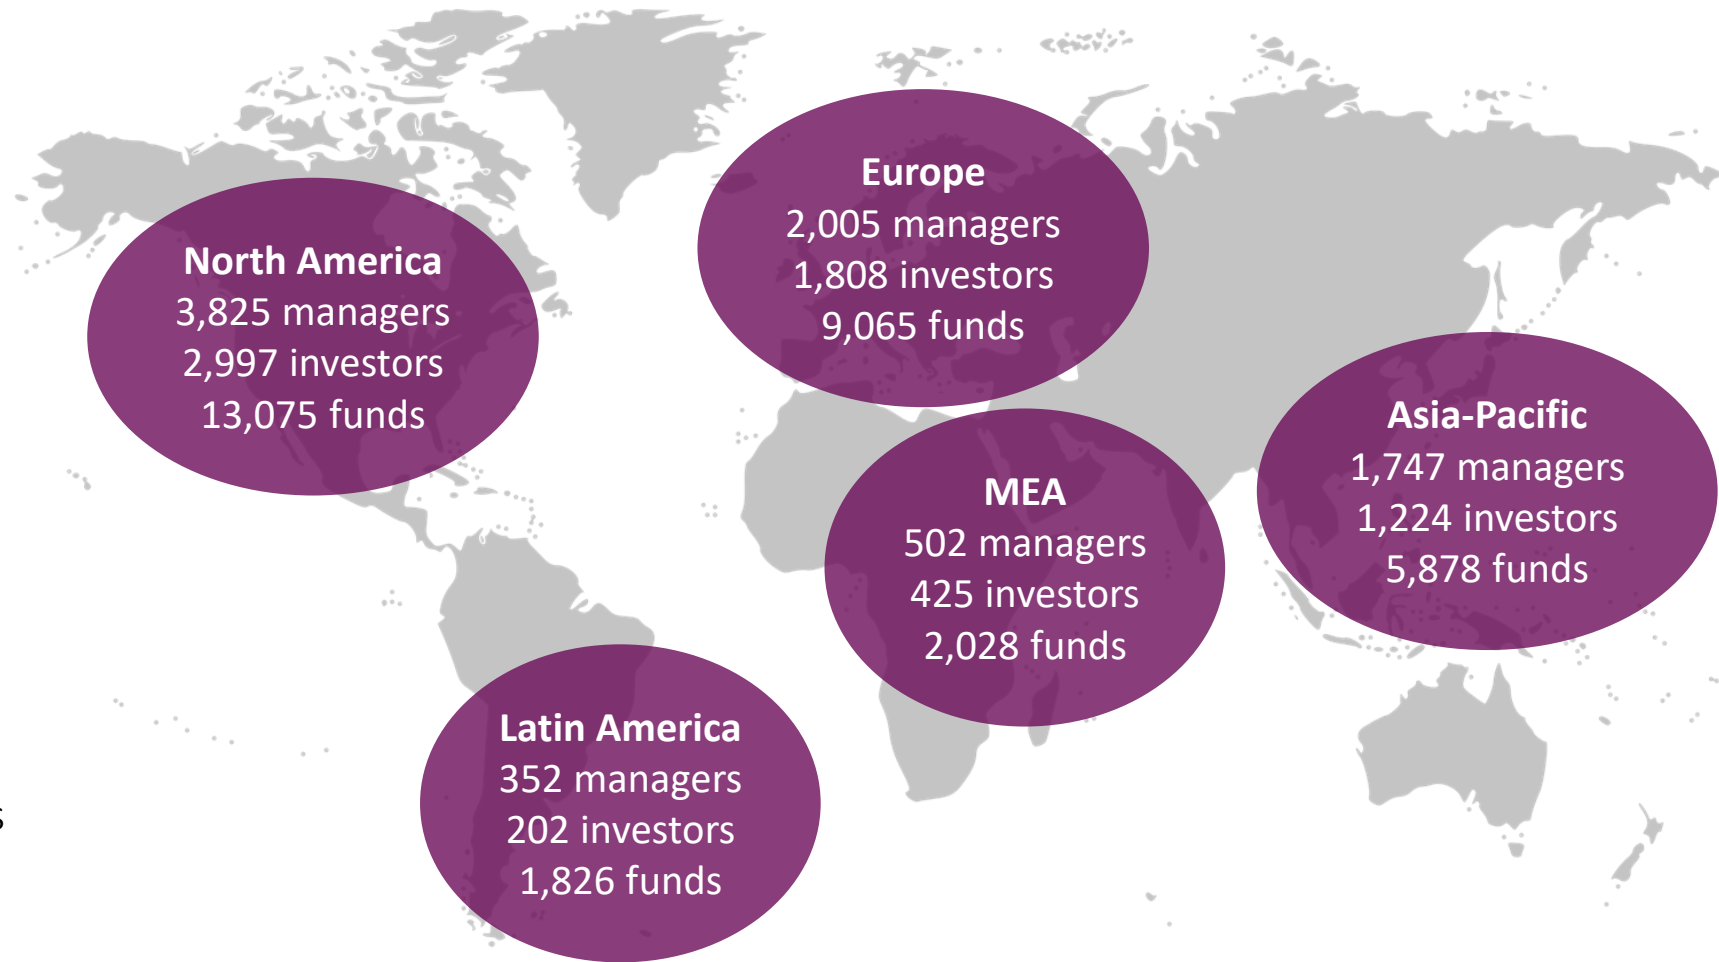 North America
3,825 managers
2,997 investors
13,075 funds
Europe
2,005 managers
1,808 investors
9,065 funds
Asia-Pacific
1,747 managers
1,224 investors
5,878 funds
MEA
502 managers
425 investors
2,028 funds
Latin America
352 managers
202 investors
1,826 funds
s